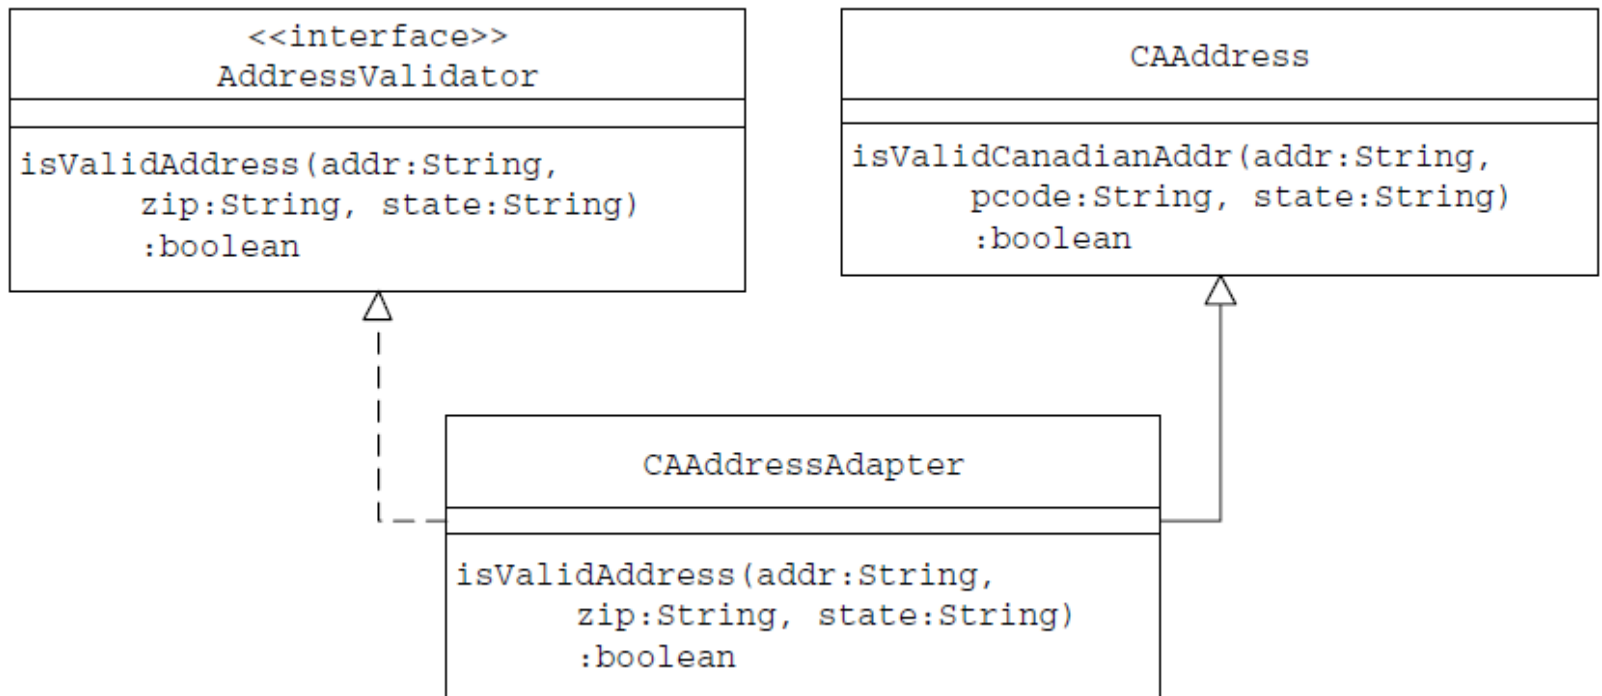 <<interface>>
AddressValidator
isValidAddress(addr:String,
zip:String, state:String)
:boolean
CAAddress
isValidCanadianAddr(addr:String,
pcode:String, state:String)
:boolean
CAAddressAdapter
isValidAddress(addr:String,
zip:String, state:String)
:boolean